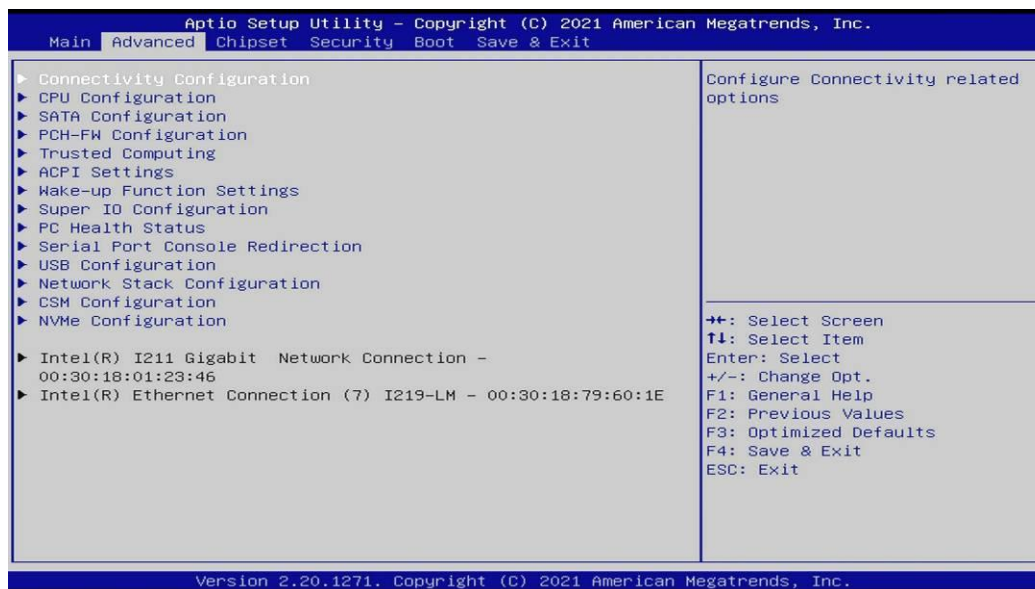 Aptio Setup Utility – Copyright (C) 2021 American Megatrends, Inc.
Main Advanced Chipset Security Boot Save & Exit
▶ Connectivity Configuration
▶ CPU Configuration
▶ SATA Configuration
▶ PCH-FW Configuration
▶ Trusted Computing
▶ ACPI Settings
▶ Wake-up Function Settings
▶ Super IO Configuration
▶ PC Health Status
▶ Serial Port Console Redirection
▶ USB Configuration
▶ Network Stack Configuration
▶ CSM Configuration
▶ NVMe Configuration
▶ Intel(R) I211 Gigabit  Network Connection –
00:30:18:01:23:46
▶ Intel(R) Ethernet Connection (7) I219-LM – 00:30:18:79:60:1E
Configure Connectivity related
options
→←: Select Screen
↑↓: Select Item
Enter: Select
+/-: Change Opt.
F1: General Help
F2: Previous Values
F3: Optimized Defaults
F4: Save & Exit
ESC: Exit
Version 2.20.1271. Copyright (C) 2021 American Megatrends, Inc.